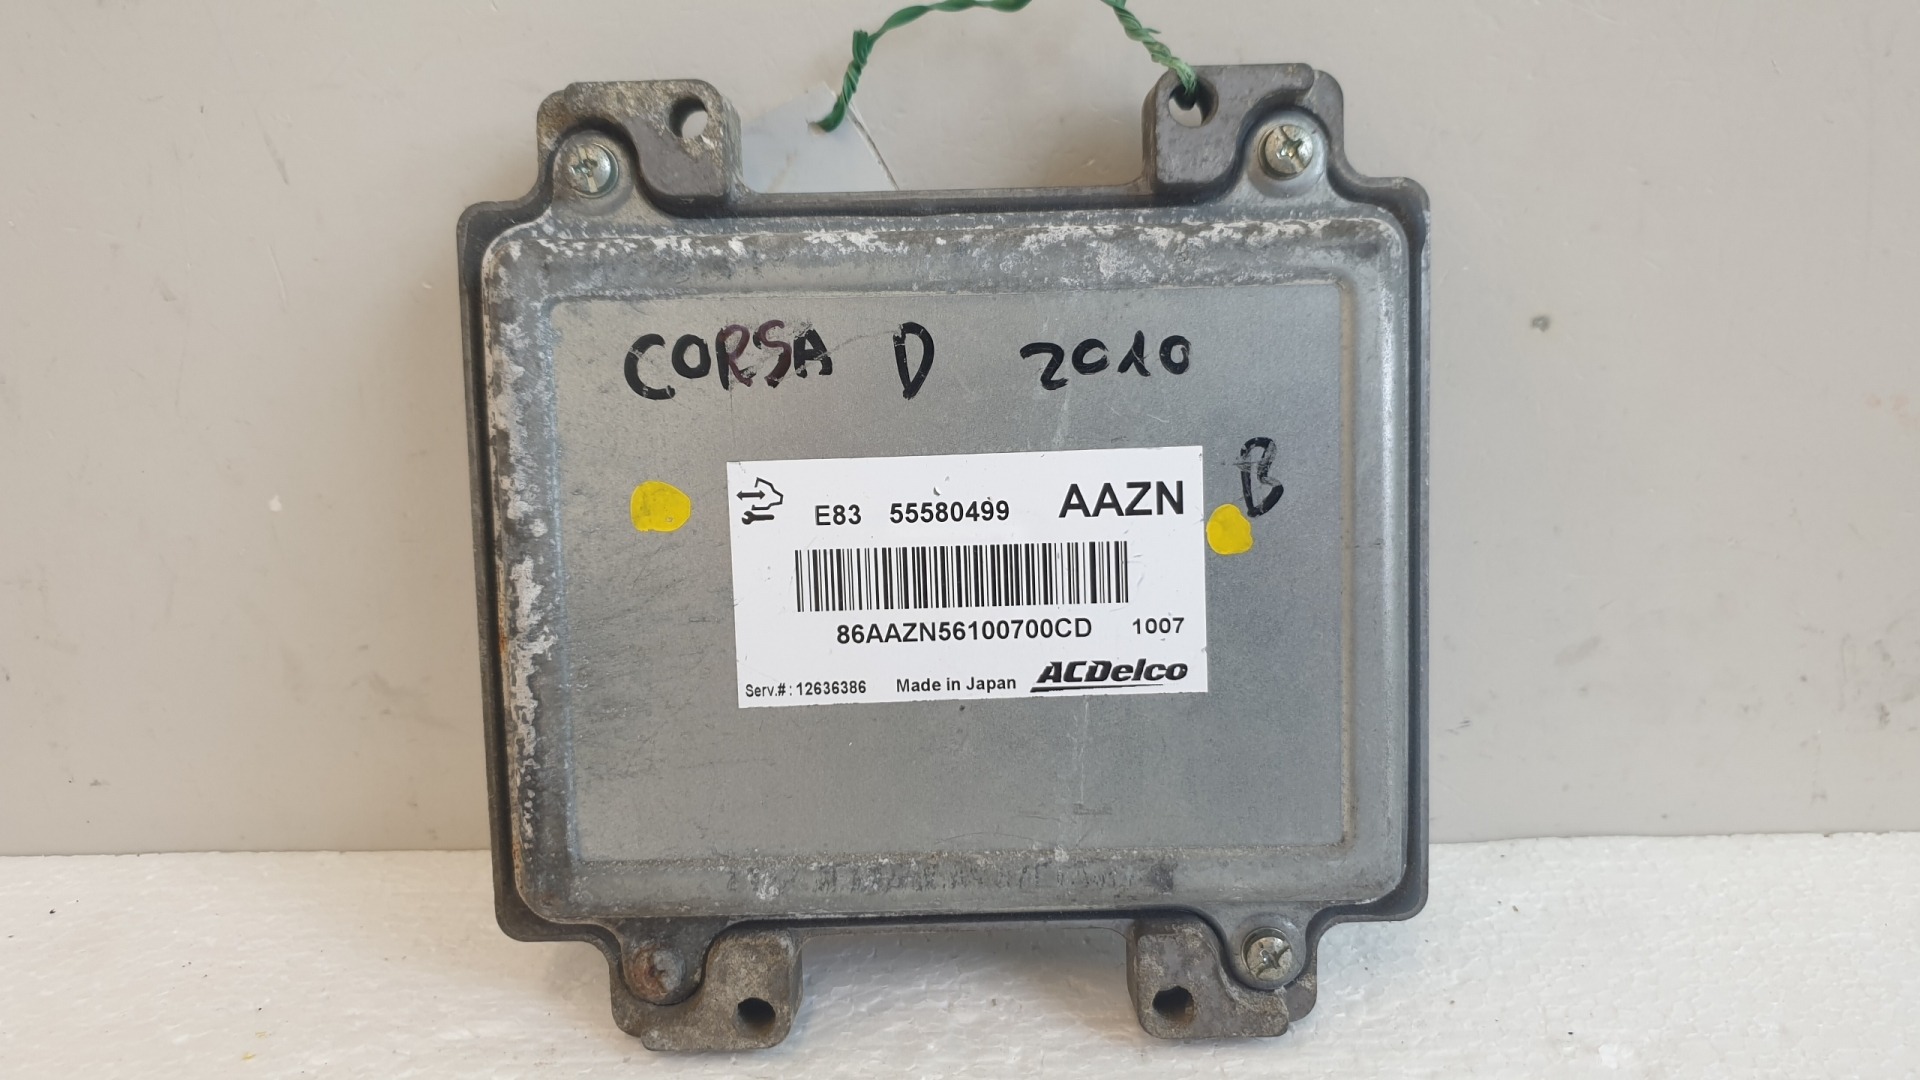 CORSA D 2010
B
E83 55580499 AAZN
86AAZN56100700CD 1007
Serv.#: 12636386 Made in Japan ACDelco